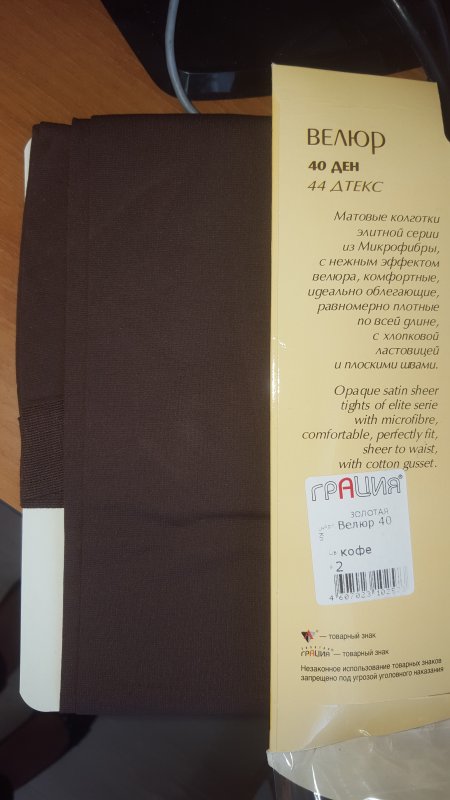 ВЕЛЮР
40 ДЕН
44 ДТЕКС
Матовые колготки
элитной серии
из Микрофибры,
с нежным эффектом
велюра, комфортные,
идеально облегающие,
равномерно плотные
по всей длине,
с хлопковой
ластовицей
и плоскими швами.
Opaque satin sheer
tights of elite serie
with microfibre,
comfortable, perfectly fit,
sheer to waist,
with cotton gusset.
ГРАЦИЯ®
ЗОЛОТАЯ
Велюр 40
3
кофе
2
— товарный знак
ГРАЦИЯ — товарный знак
Незаконное использование товарных знаков
запрещено под угрозой уголовного наказания